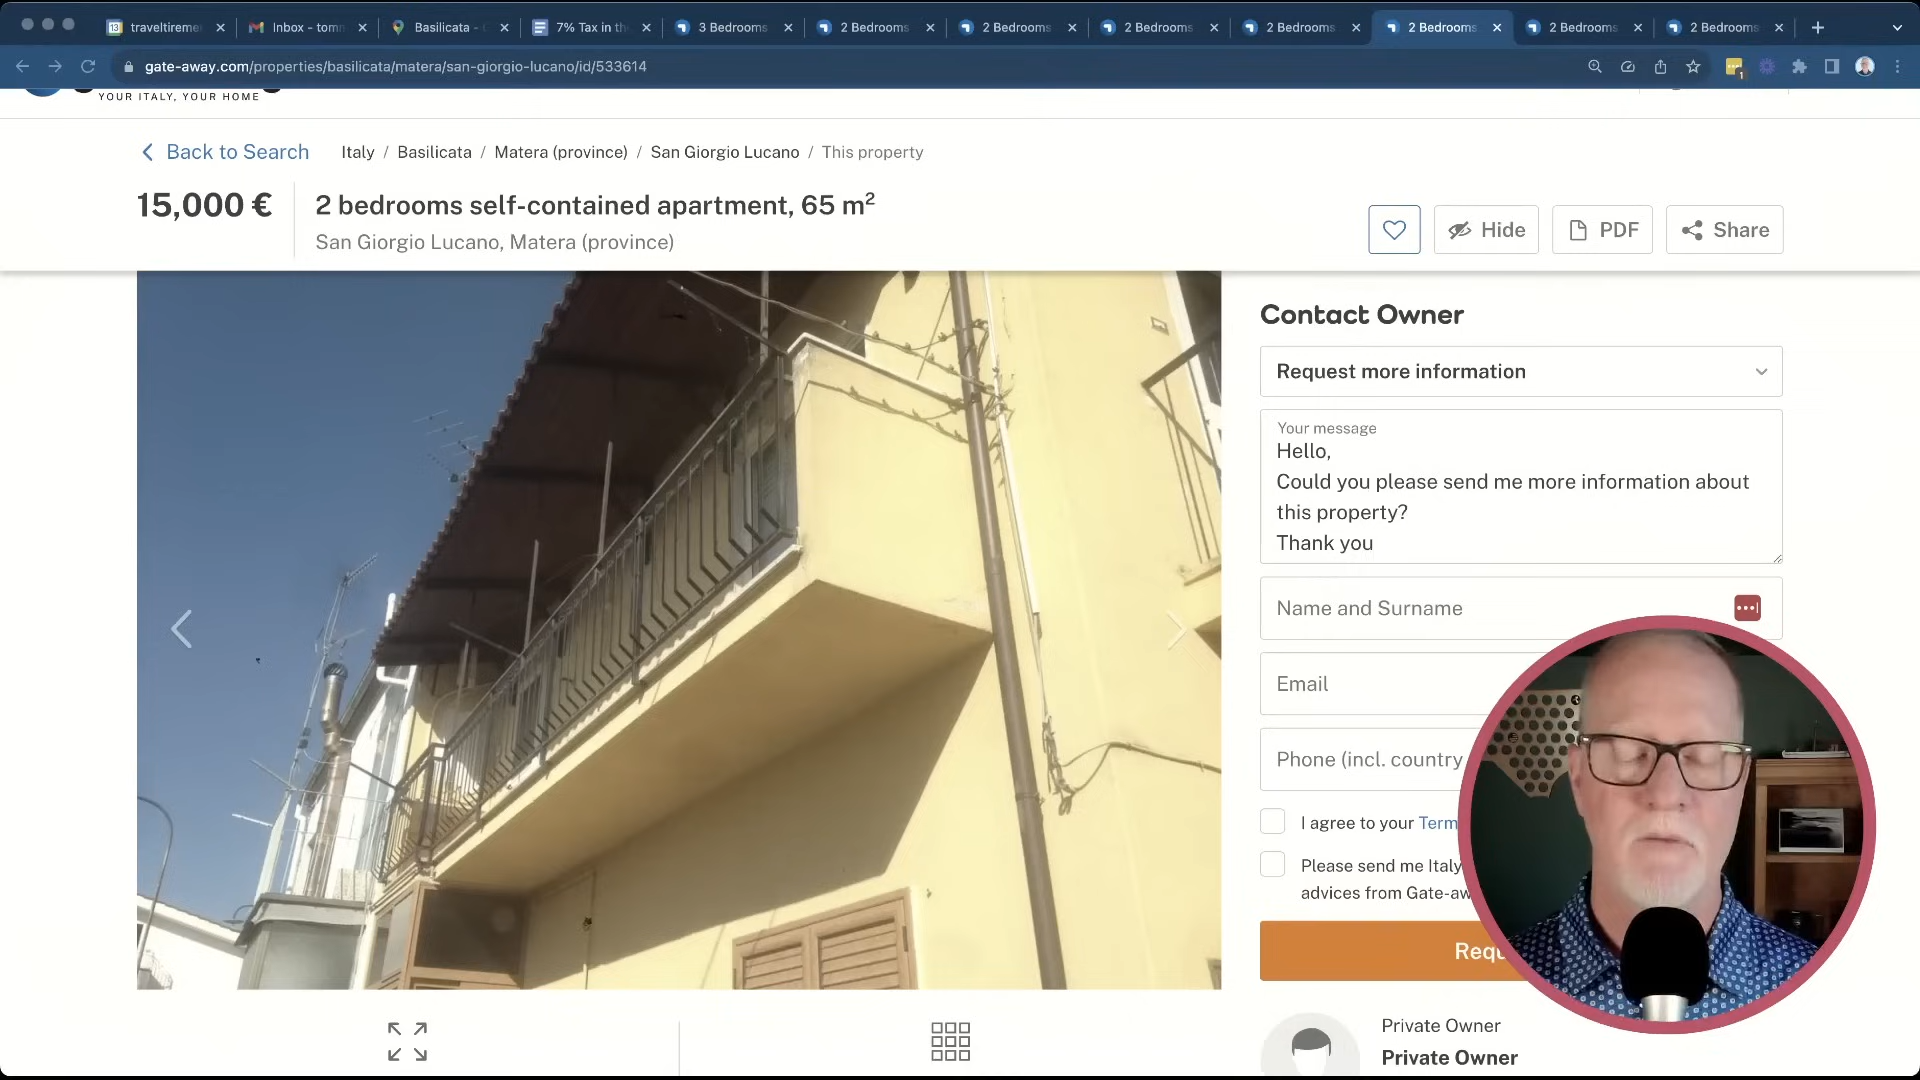 traveltireme
Inbox - tomr
Basilicata -
7% Tax in th
3 Bedrooms
2 Bedrooms
2 Bedrooms
2 Bedrooms
2 Bedrooms
2 Bedrooms
2 Bedrooms
2 Bedrooms
gate-away.com/properties/basilicata/matera/san-giorgio-lucano/id/533614
YOUR ITALY, YOUR HOME
Back to Search
Italy / Basilicata / Matera (province) / San Giorgio Lucano / This property
15,000 €
2 bedrooms self-contained apartment, 65 m²
San Giorgio Lucano, Matera (province)
Hide
PDF
Share
Contact Owner
Request more information
Your message
Hello,
Could you please send me more information about
this property?
Thank you
Name and Surname
Email
Phone (incl. country
I agree to your Term
Please send me Italy
advices from Gate-aw
Requ
Private Owner
Private Owner